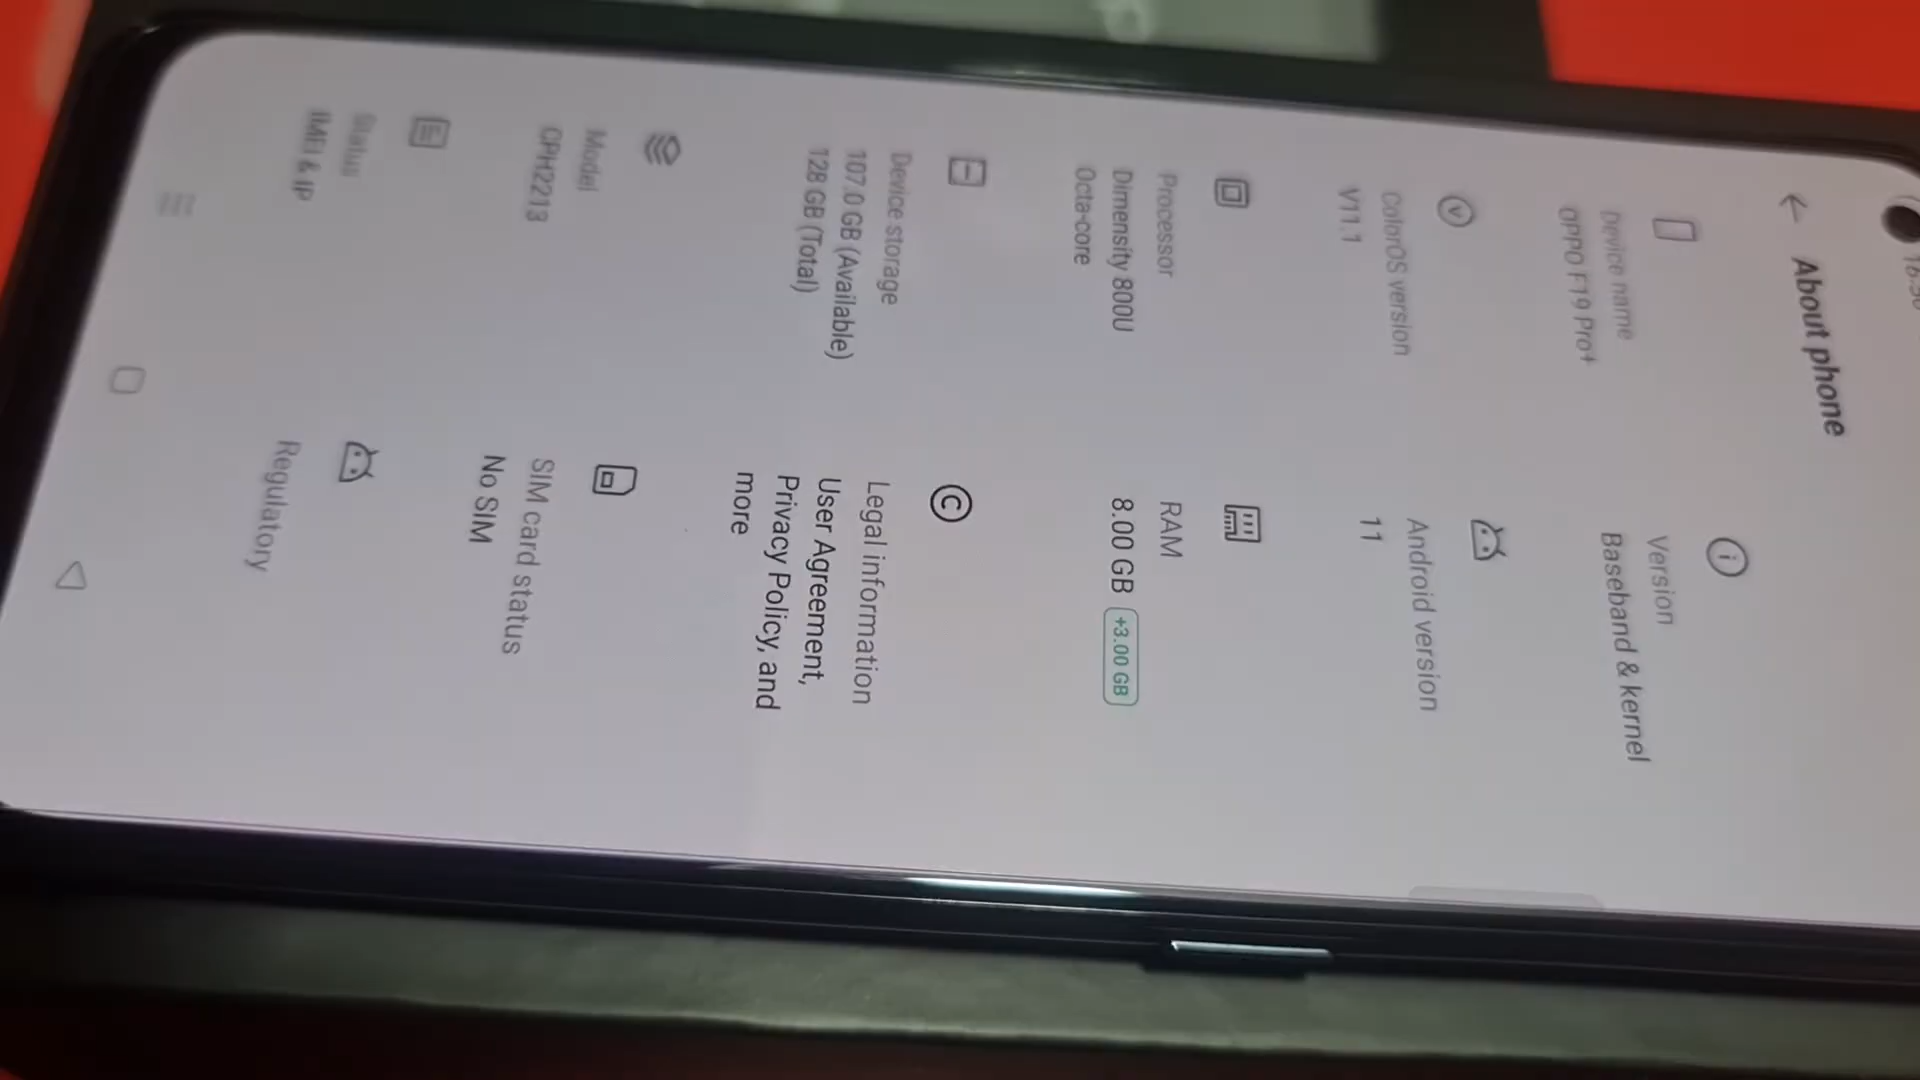 About phone
Device name
OPPO F19 Pro+
Version
Baseband & kernel
ColorOS version
V11.1
Android version
11
Processor
Dimensity 800U
Octa-core
RAM
8.00 GB +3.00 GB
Device storage
107.0 GB (Available)
128 GB (Total)
Legal information
User Agreement,
Privacy Policy, and
more
Model
CPH2213
SIM card status
No SIM
Status
IMEI & IP
Regulatory